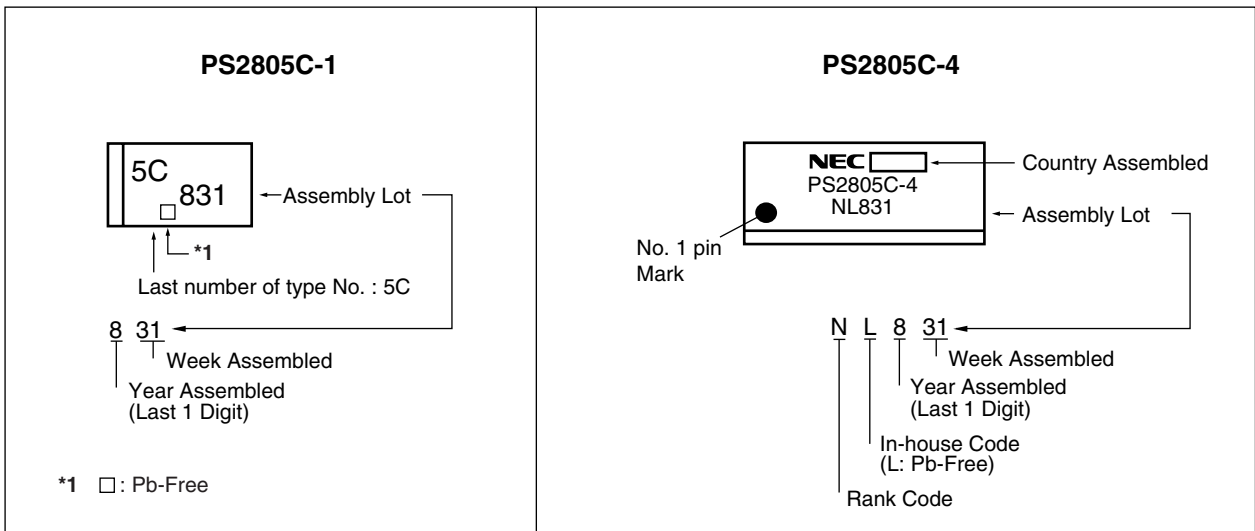 PS2805C-1
5C
831
Assembly Lot
*1
Last number of type No. : 5C
8 31
Week Assembled
Year Assembled
(Last 1 Digit)
*1 □ : Pb-Free
PS2805C-4
NEC
Country Assembled
PS2805C-4
NL831
Assembly Lot
No. 1 pin
Mark
N L 8 31
Week Assembled
Year Assembled
(Last 1 Digit)
In-house Code
(L: Pb-Free)
Rank Code